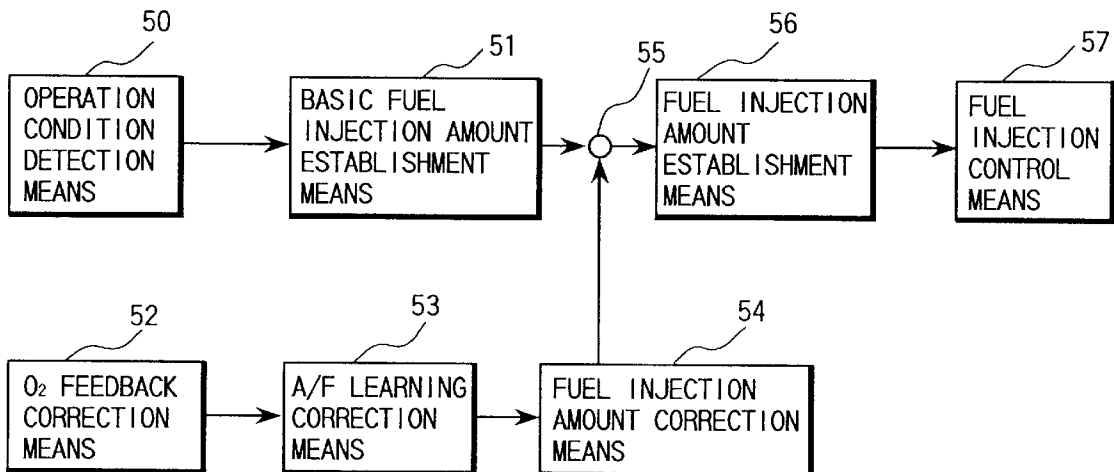 50
OPERATION
CONDITION
DETECTION
MEANS
51
BASIC FUEL
INJECTION AMOUNT
ESTABLISHMENT
MEANS
55
56
FUEL INJECTION
AMOUNT
ESTABLISHMENT
MEANS
57
FUEL
INJECTION
CONTROL
MEANS
52
O2 FEEDBACK
CORRECTION
MEANS
53
A/F LEARNING
CORRECTION
MEANS
54
FUEL INJECTION
AMOUNT CORRECTION
MEANS